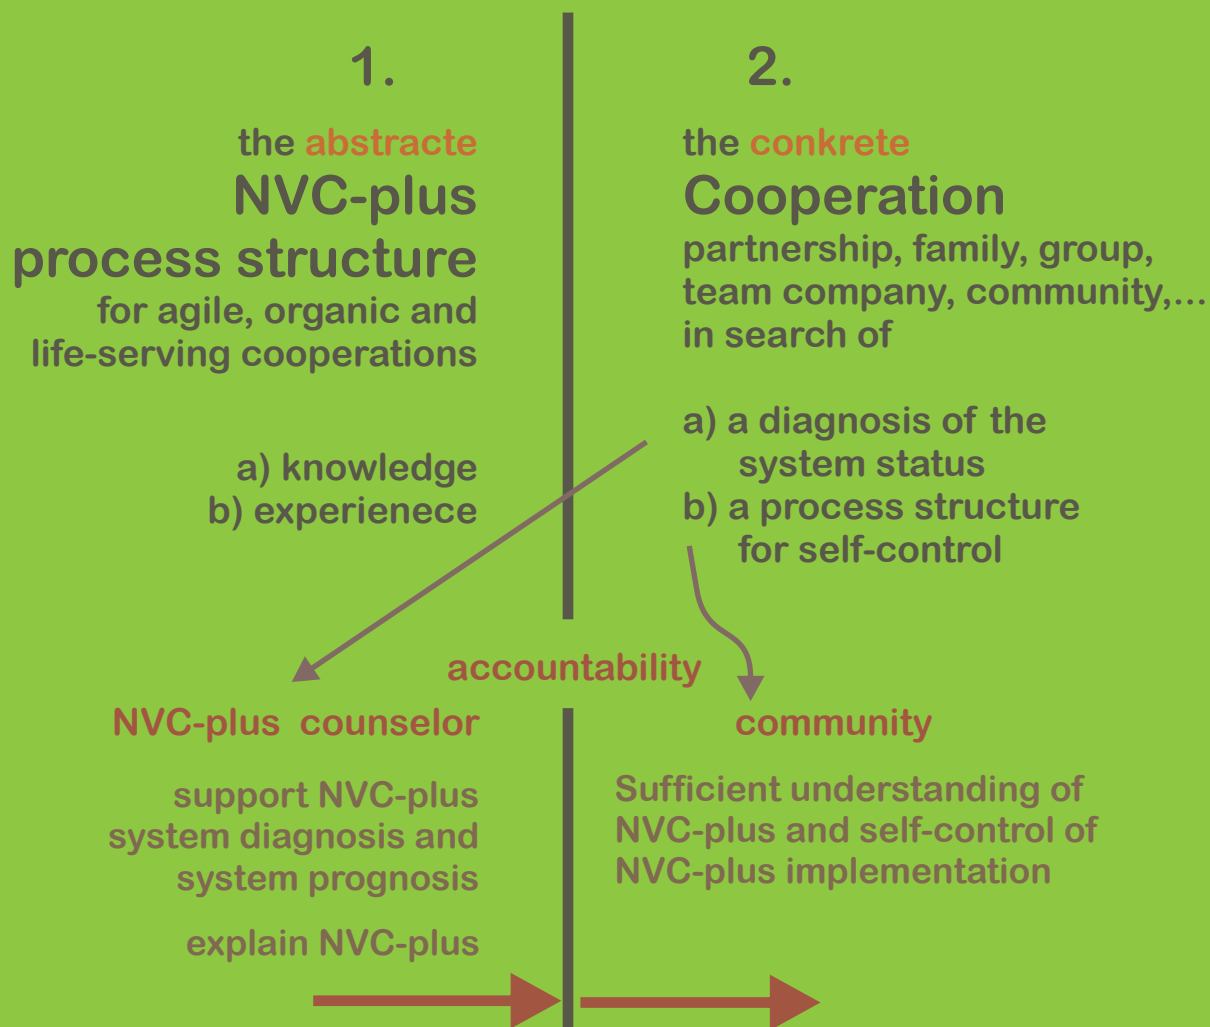 1.
the abstracte
NVC-plus
process structure
for agile, organic and
life-serving cooperations
a) knowledge
b) experienece
2.
the conkrete
Cooperation
partnership, family, group,
team company, community,...
in search of
a) a diagnosis of the
system status
b) a process structure
for self-control
accountability
NVC-plus counselor
support NVC-plus
system diagnosis and
system prognosis
explain NVC-plus
community
Sufficient understanding of
NVC-plus and self-control of
NVC-plus implementation